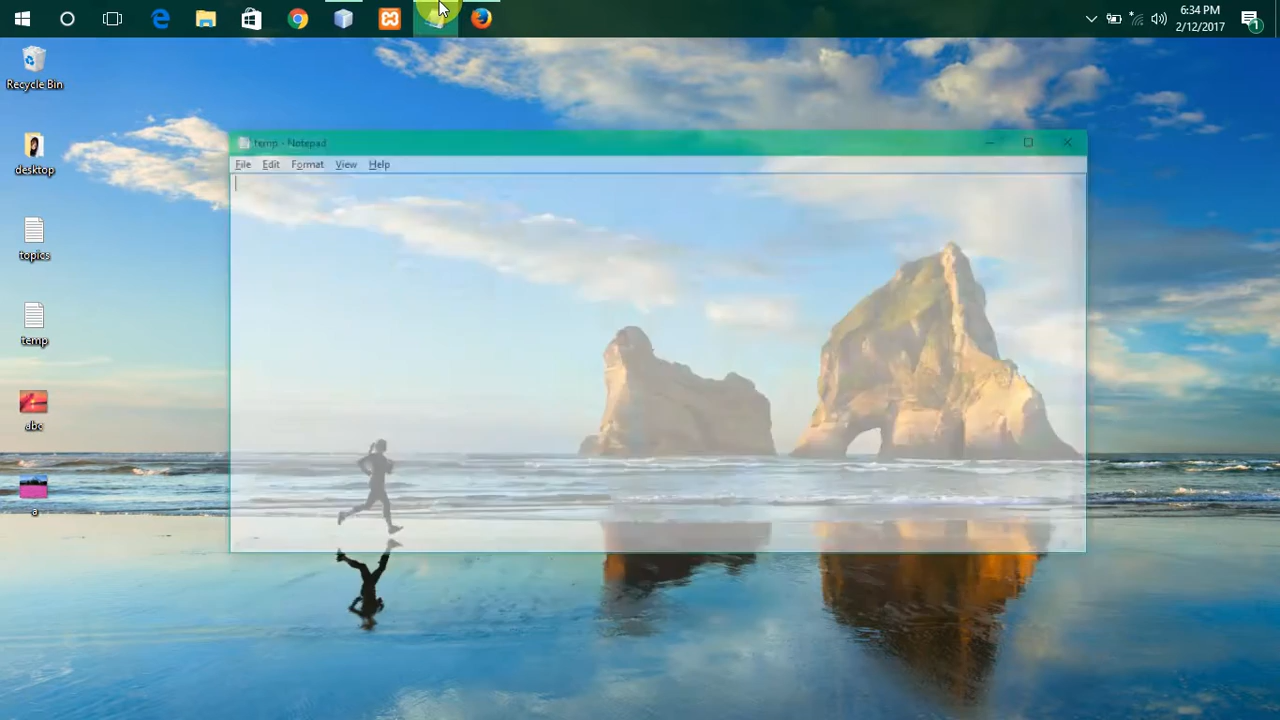 6:34 PM
2/12/2017
1
Recycle Bin
desktop
topics
temp
abc
a
temp - Notepad
File Edit Format View Help